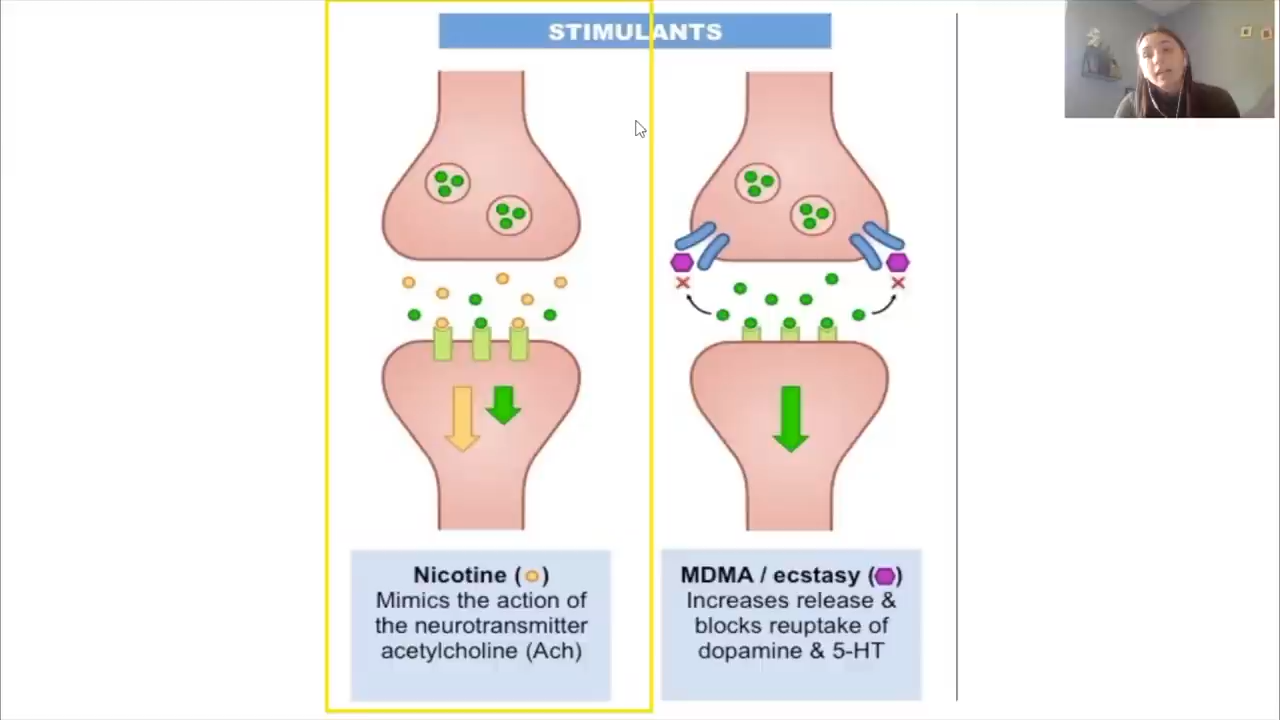 STIMULANTS
Nicotine ( )
Mimics the action of
the neurotransmitter
acetylcholine (Ach)
MDMA / ecstasy ( )
Increases release &
blocks reuptake of
dopamine & 5-HT